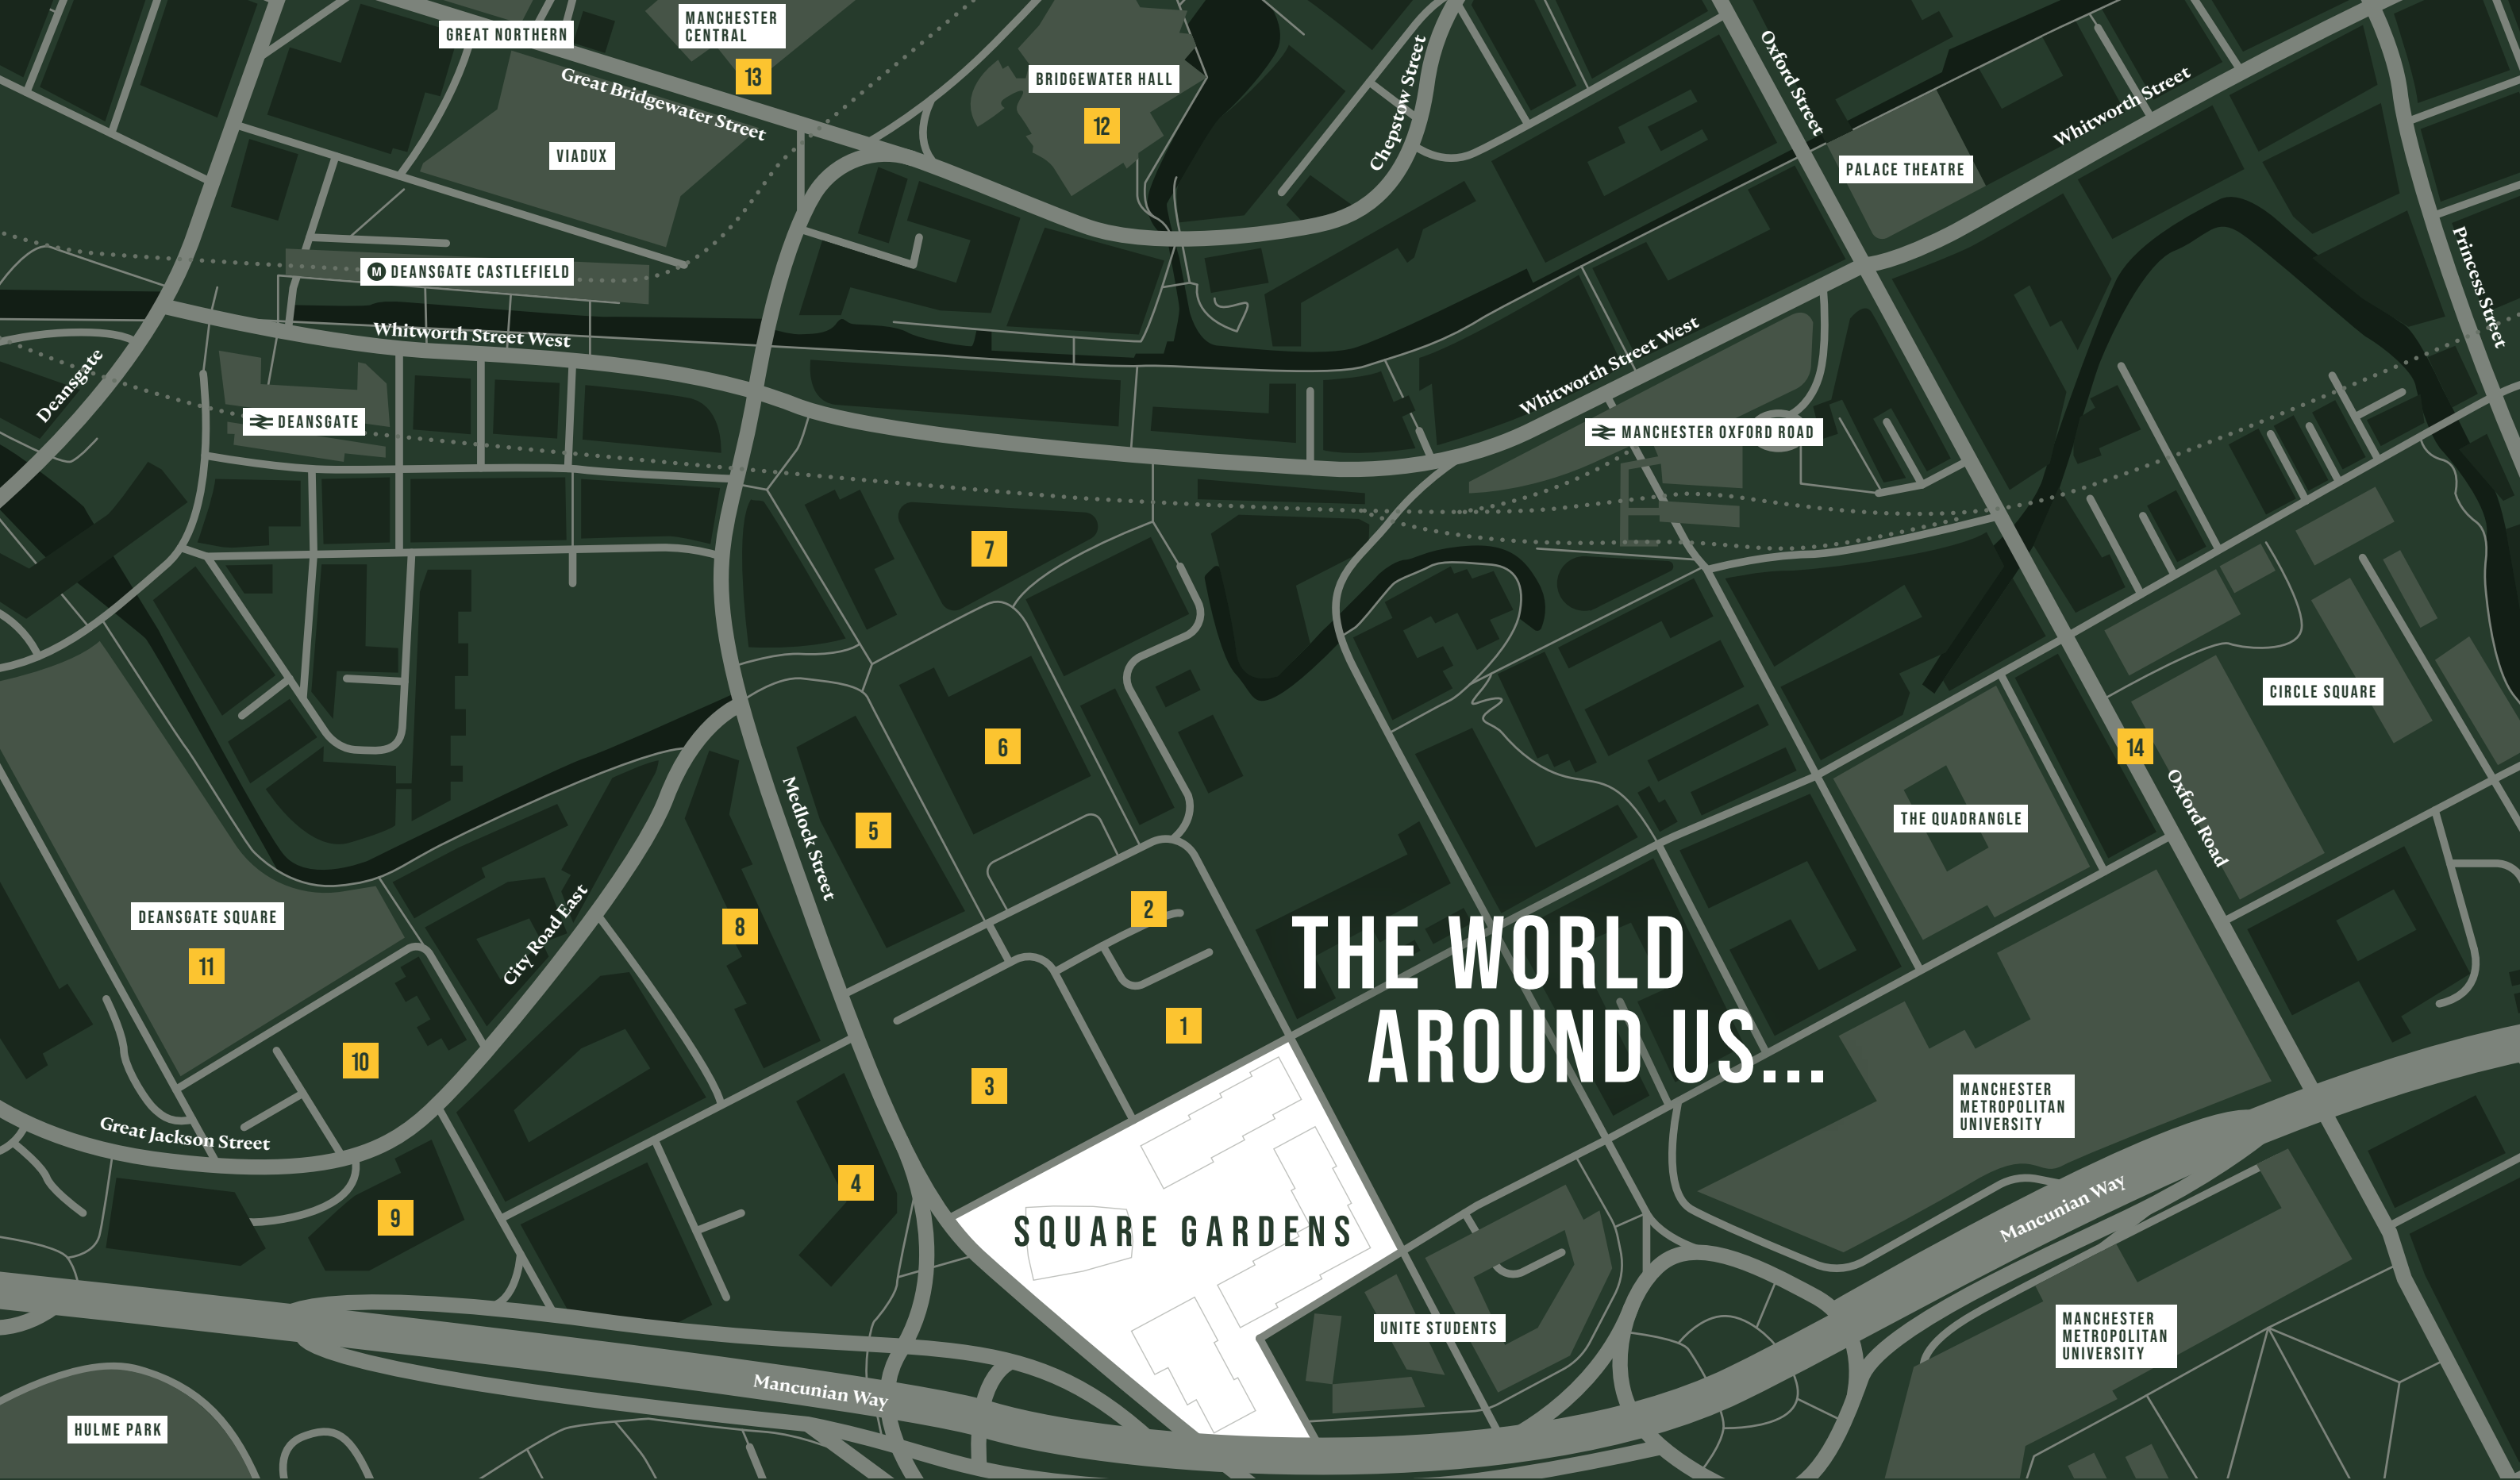 GREAT NORTHERN
MANCHESTER
CENTRAL
13
Great Bridgewater Street
BRIDGEWATER HALL
12
Chepstow Street
Oxford Street
Whitworth Street
VIADUX
PALACE THEATRE
M DEANSGATE CASTLEFIELD
Princess Street
Whitworth Street West
Whitworth Street West
Deansgate
DEANSGATE
MANCHESTER OXFORD ROAD
7
CIRCLE SQUARE
6
14
5
Medlock Street
THE QUADRANGLE
Oxford Road
DEANSGATE SQUARE
11
City Road East
8
2
THE WORLD
AROUND US...
1
10
3
Great Jackson Street
MANCHESTER
METROPOLITAN
UNIVERSITY
4
9
SQUARE GARDENS
Mancunian Way
UNITE STUDENTS
MANCHESTER
METROPOLITAN
UNIVERSITY
Mancunian Way
HULME PARK